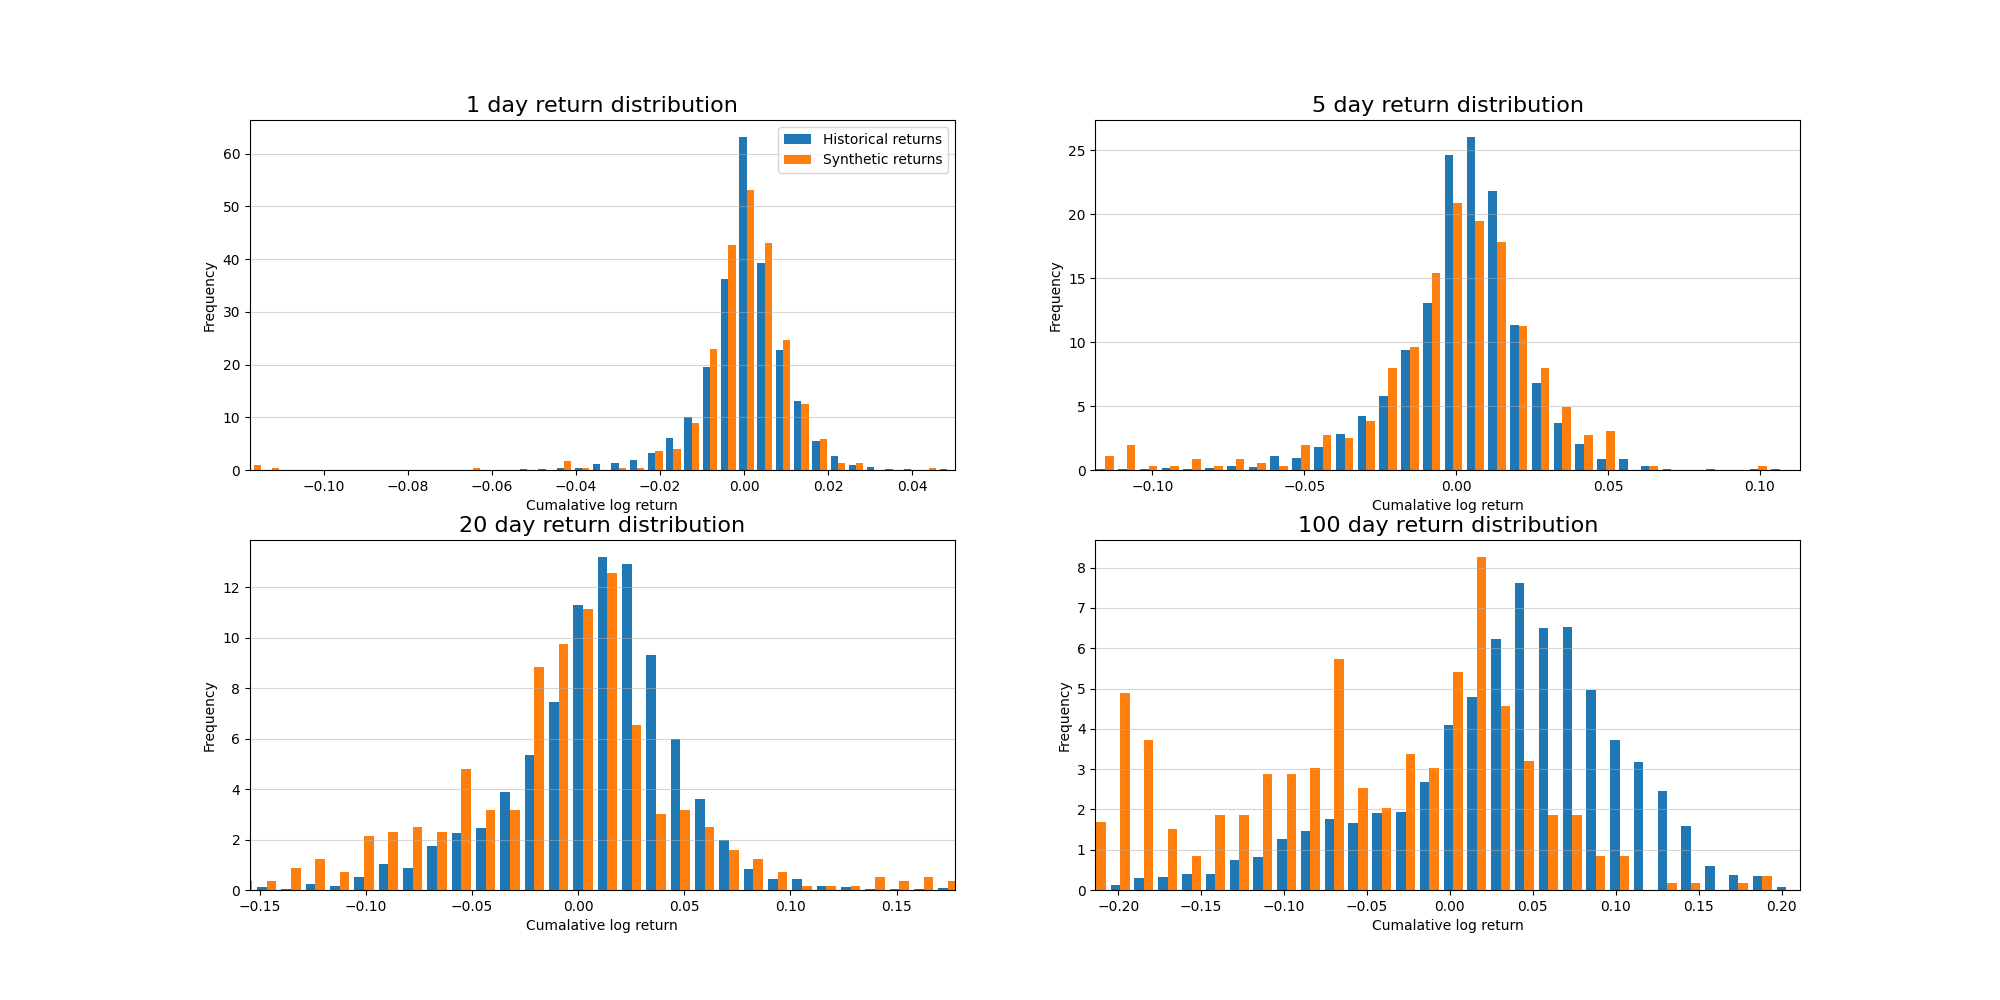 1 day return distribution
Historical returns
Synthetic returns
Frequency
60
50
40
30
20
10
0
−0.10 −0.08 −0.06 −0.04 −0.02 0.00 0.02 0.04
Cumalative log return
5 day return distribution
Frequency
25
20
15
10
5
0
−0.10 −0.05 0.00 0.05 0.10
Cumalative log return
20 day return distribution
Frequency
12
10
8
6
4
2
0
−0.15 −0.10 −0.05 0.00 0.05 0.10 0.15
Cumalative log return
100 day return distribution
Frequency
8
7
6
5
4
3
2
1
0
−0.20 −0.15 −0.10 −0.05 0.00 0.05 0.10 0.15 0.20
Cumalative log return